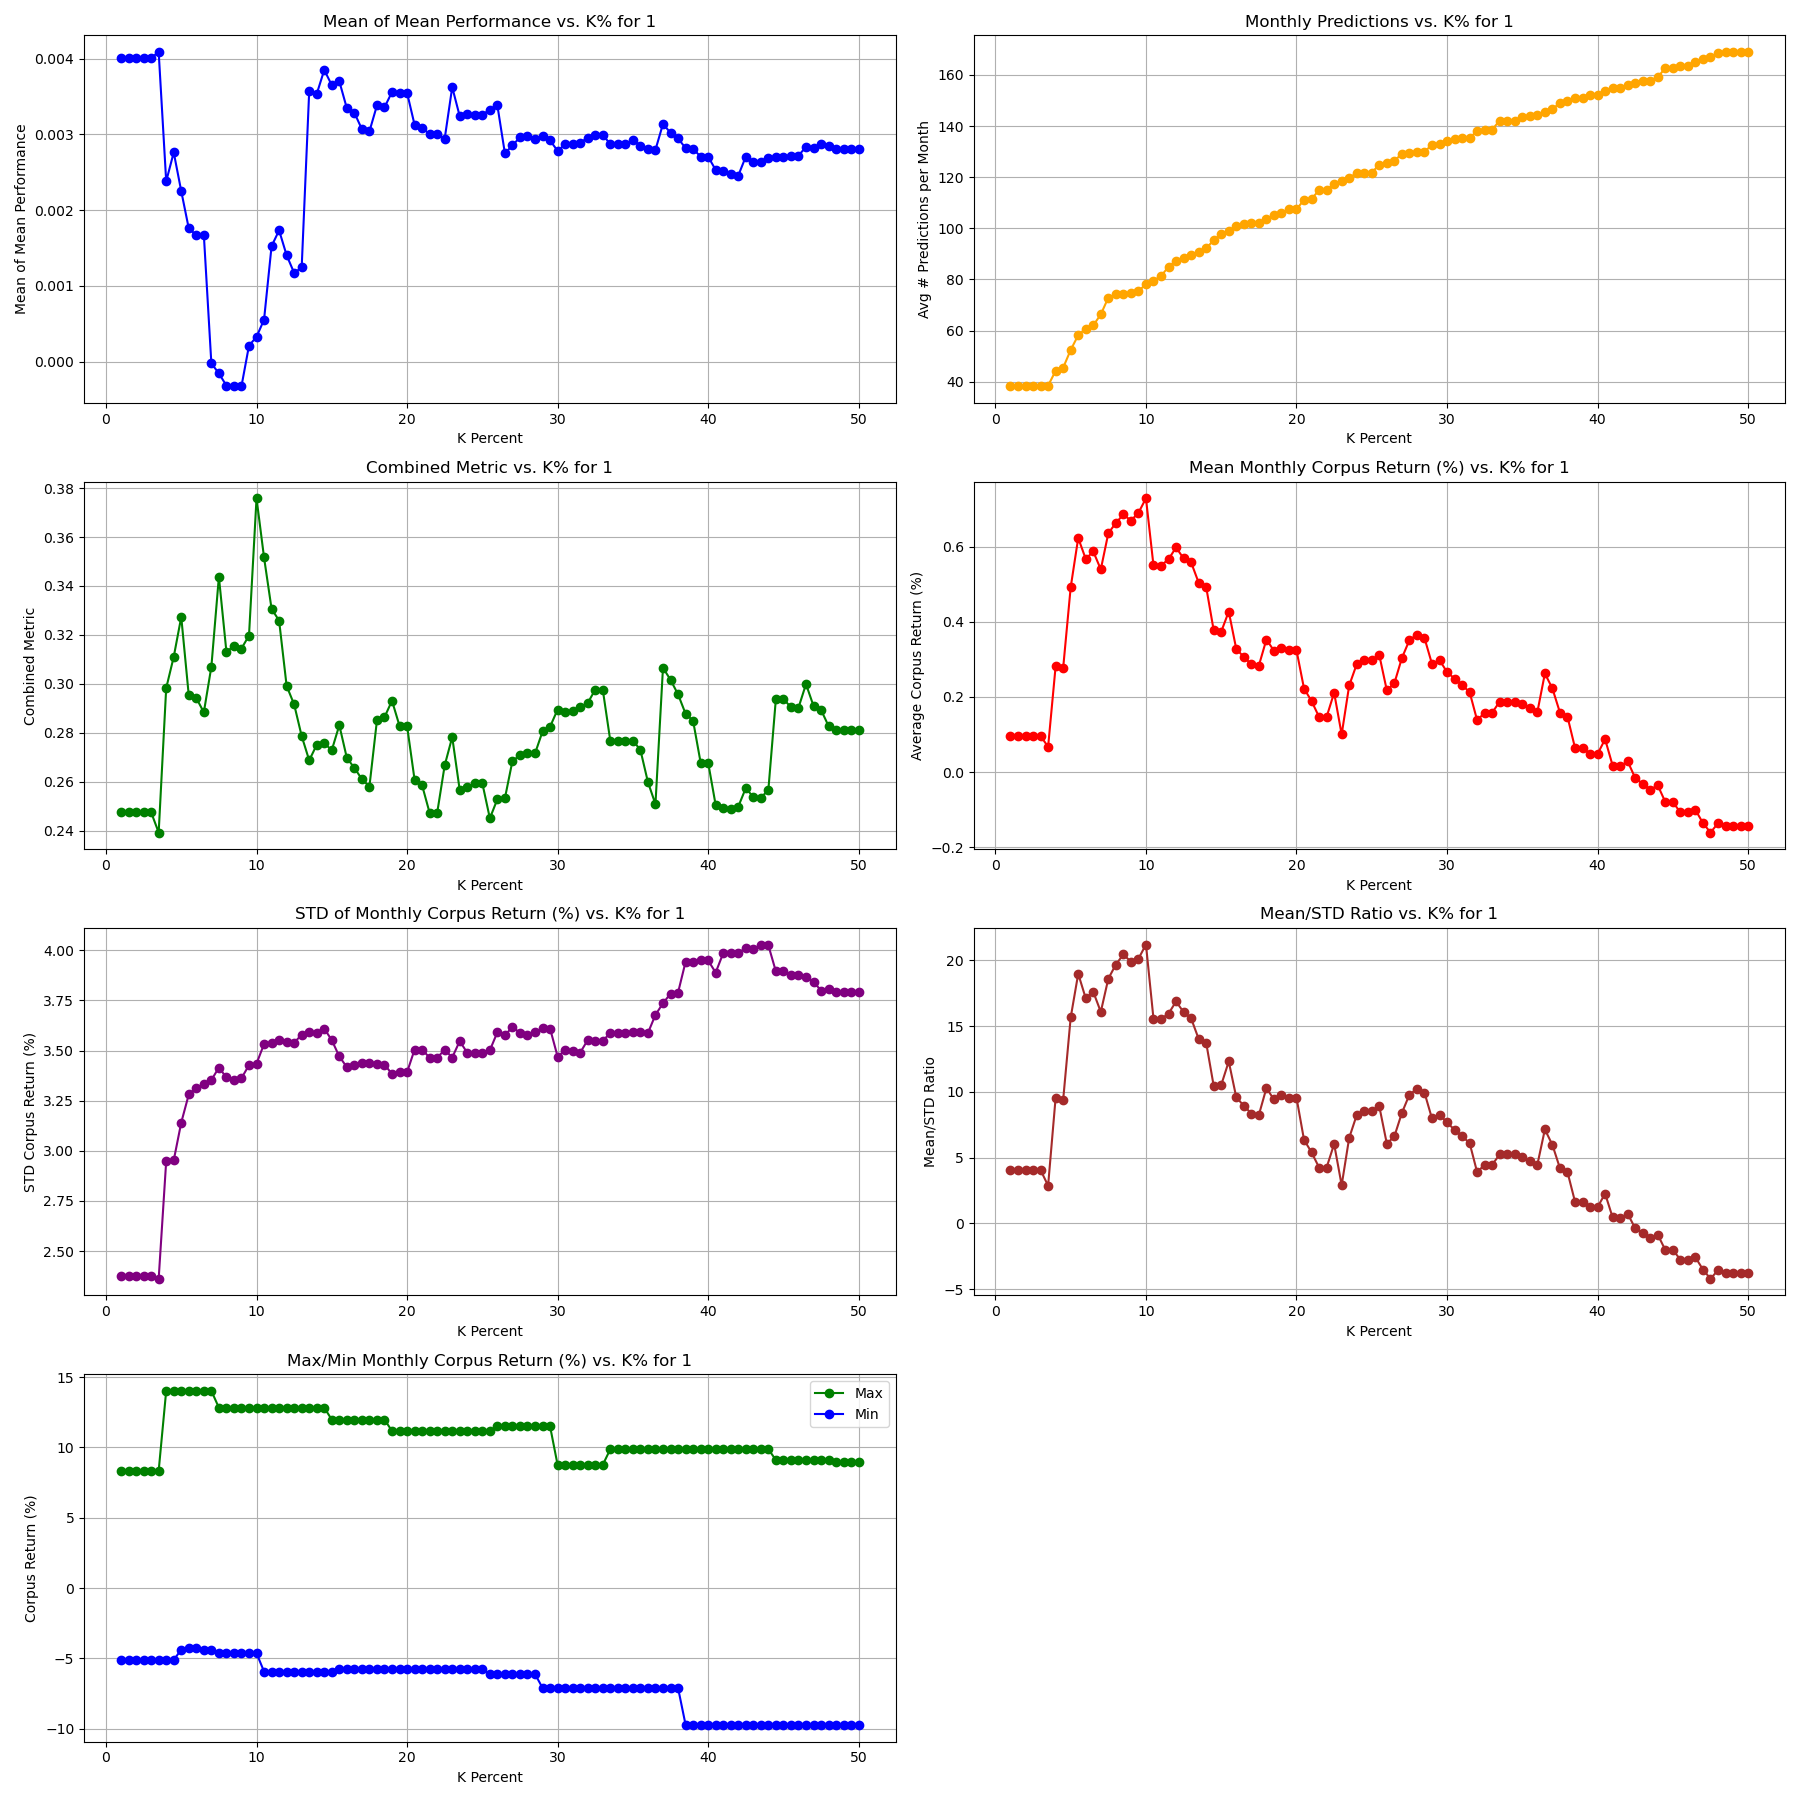 Mean of Mean Performance vs. K% for 1
Mean of Mean Performance
0.004
0.003
0.002
0.001
0.000
0 10 20 30 40 50
K Percent
Monthly Predictions vs. K% for 1
Avg # Predictions per Month
160
140
120
100
80
60
40
0 10 20 30 40 50
K Percent
Combined Metric vs. K% for 1
Combined Metric
0.38
0.36
0.34
0.32
0.30
0.28
0.26
0.24
0 10 20 30 40 50
K Percent
Mean Monthly Corpus Return (%) vs. K% for 1
Average Corpus Return (%)
0.6
0.4
0.2
0.0
−0.2
0 10 20 30 40 50
K Percent
STD of Monthly Corpus Return (%) vs. K% for 1
STD Corpus Return (%)
4.00
3.75
3.50
3.25
3.00
2.75
2.50
0 10 20 30 40 50
K Percent
Mean/STD Ratio vs. K% for 1
Mean/STD Ratio
20
15
10
5
0
−5
0 10 20 30 40 50
K Percent
Max/Min Monthly Corpus Return (%) vs. K% for 1
Corpus Return (%)
15
10
5
0
−5
−10
Max
Min
0 10 20 30 40 50
K Percent